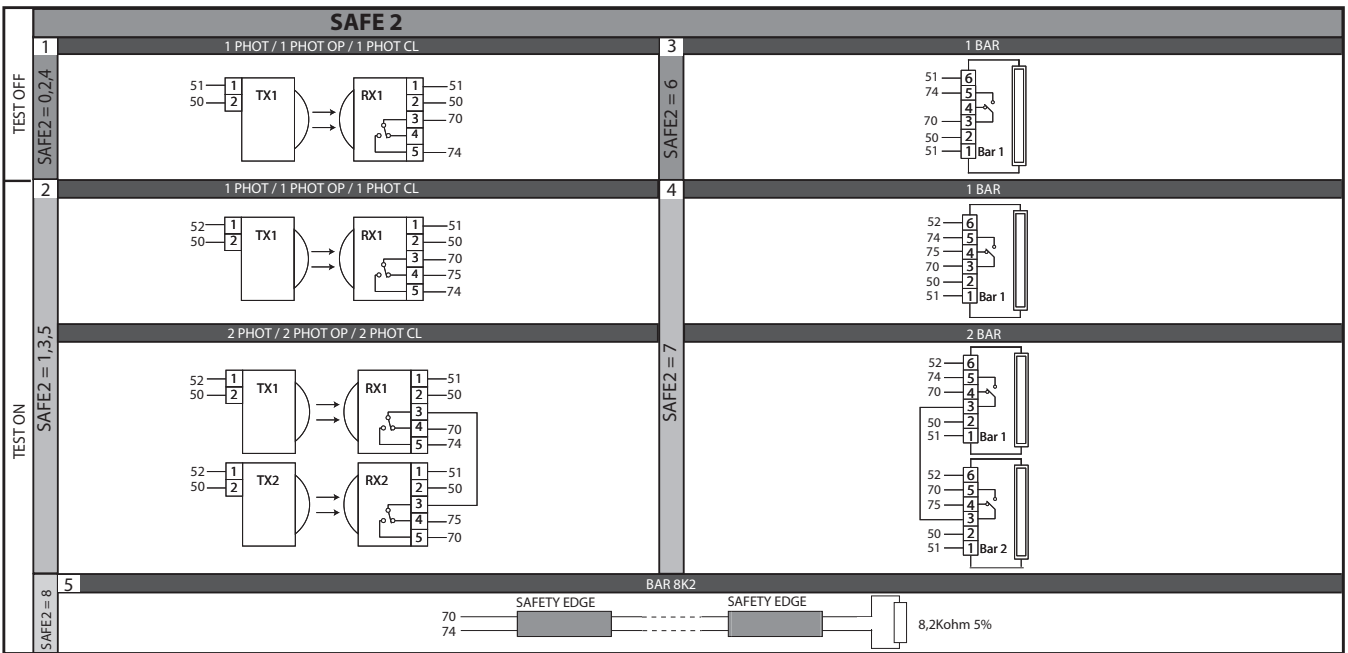 SAFE 2
TEST OFF
SAFE2 = 0,2,4
1
1 PHOT / 1 PHOT OP / 1 PHOT CL
51 1 TX1
50 2
RX1 1 51
2 50
3 70
4
5 74
SAFE2 = 6
3
1 BAR
51 6
74 5
4
70 3
50 2
51 1 Bar 1
TEST ON
SAFE2 = 1,3,5
2
1 PHOT / 1 PHOT OP / 1 PHOT CL
52 1 TX1
50 2
RX1 1 51
2 50
3 70
4 75
5 74
2 PHOT / 2 PHOT OP / 2 PHOT CL
52 1 TX1
50 2
RX1 1 51
2 50
3
4 70
5 74
52 1 TX2
50 2
RX2 1 51
2 50
3
4 75
5 70
SAFE2 = 7
4
1 BAR
52 6
74 5
75 4
70 3
50 2
51 1 Bar 1
2 BAR
52 6
74 5
70 4
3
50 2
51 1 Bar 1
52 6
70 5
75 4
3
50 2
51 1 Bar 2
SAFE2 = 8
5
BAR 8K2
SAFETY EDGE SAFETY EDGE
70
74
8,2Kohm 5%